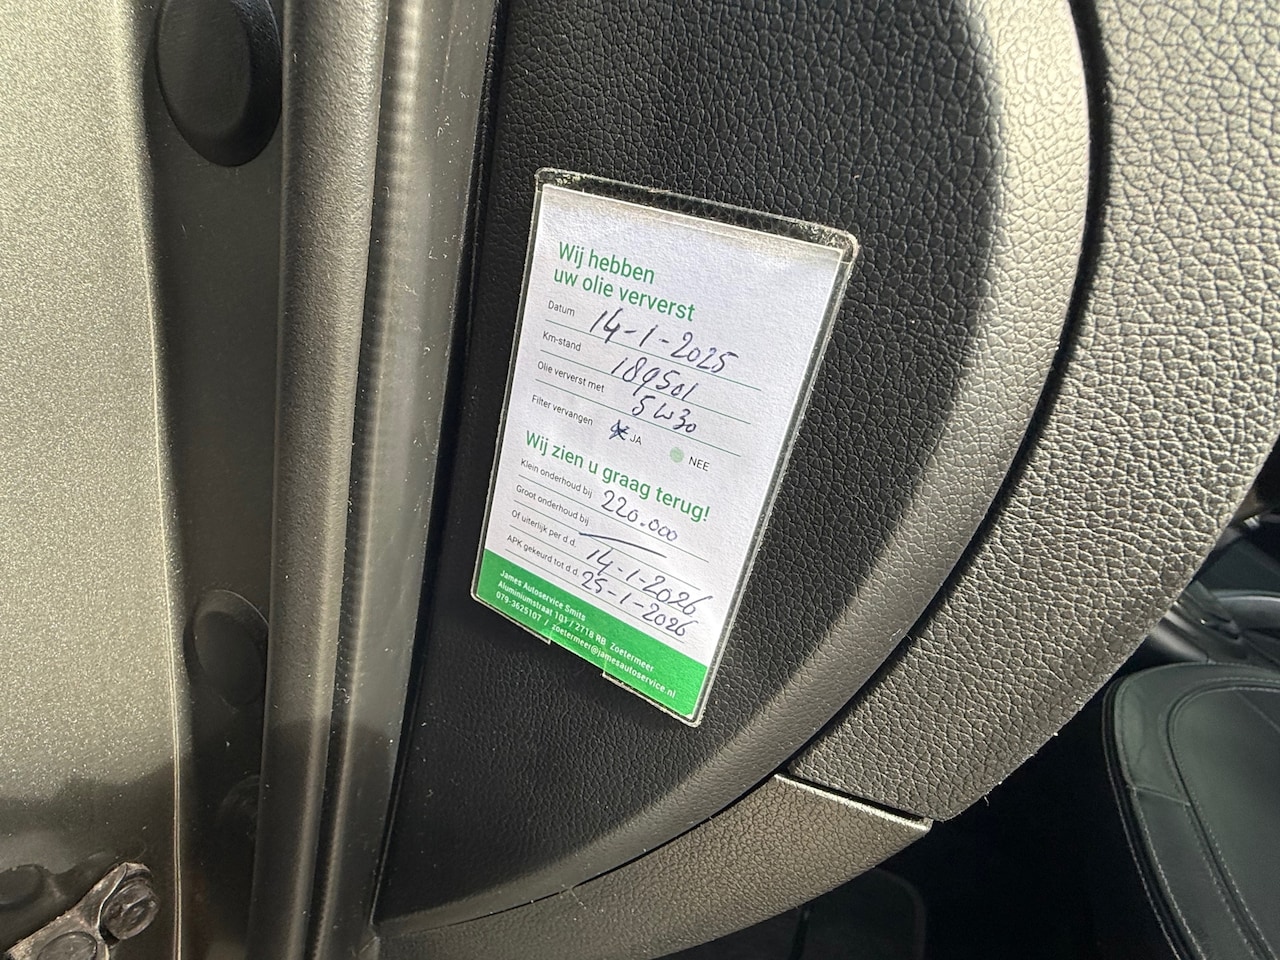 Wij hebben
uw olie ververst
Datum 14-1-2025
Km-stand 189501
Olie ververst met 5W30
Filter vervangen JA NEE
Wij zien u graag terug!
Klein onderhoud bij 220.000
Groot onderhoud bij
Of uiterlijk per d.d. 14-1-2026
APK gekeurd tot d.d. 25-1-2026
James Autoservice Smits
Aluminiumstraat 101 / 2718 RB Zoetermeer
079-3625107 / zoetermeer@jamesautoservice.nl